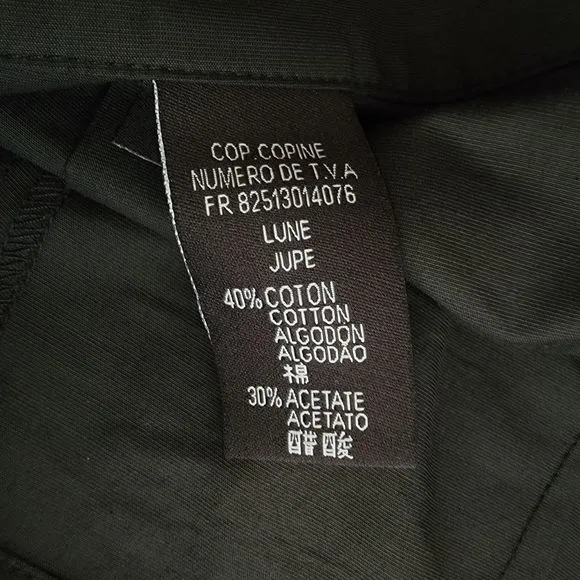 COP.COPINE
NUMERO DE T.V.A
FR 82513014076
LUNE
JUPE
40% COTON
COTTON
ALGODON
ALGODÃO
棉
30% ACETATE
ACETATO
醋酸